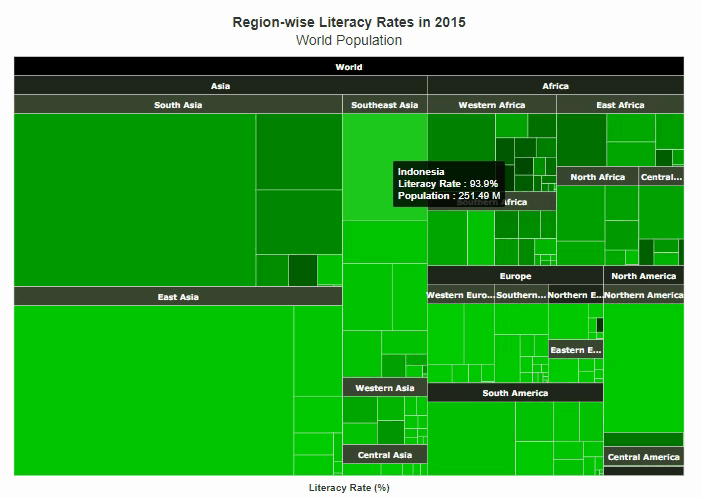 Region-wise Literacy Rates in 2015
World Population
World
Asia
Africa
South Asia
Southeast Asia
Western Africa
East Africa
Indonesia
Literacy Rate : 93.9%
Population : 251.49 M
North Africa
Central...
Southern Africa
Europe
North America
East Asia
Western Euro...
Southern...
Northern E...
Northern America
Eastern E...
Western Asia
South America
Central Asia
Central America
Literacy Rate (%)